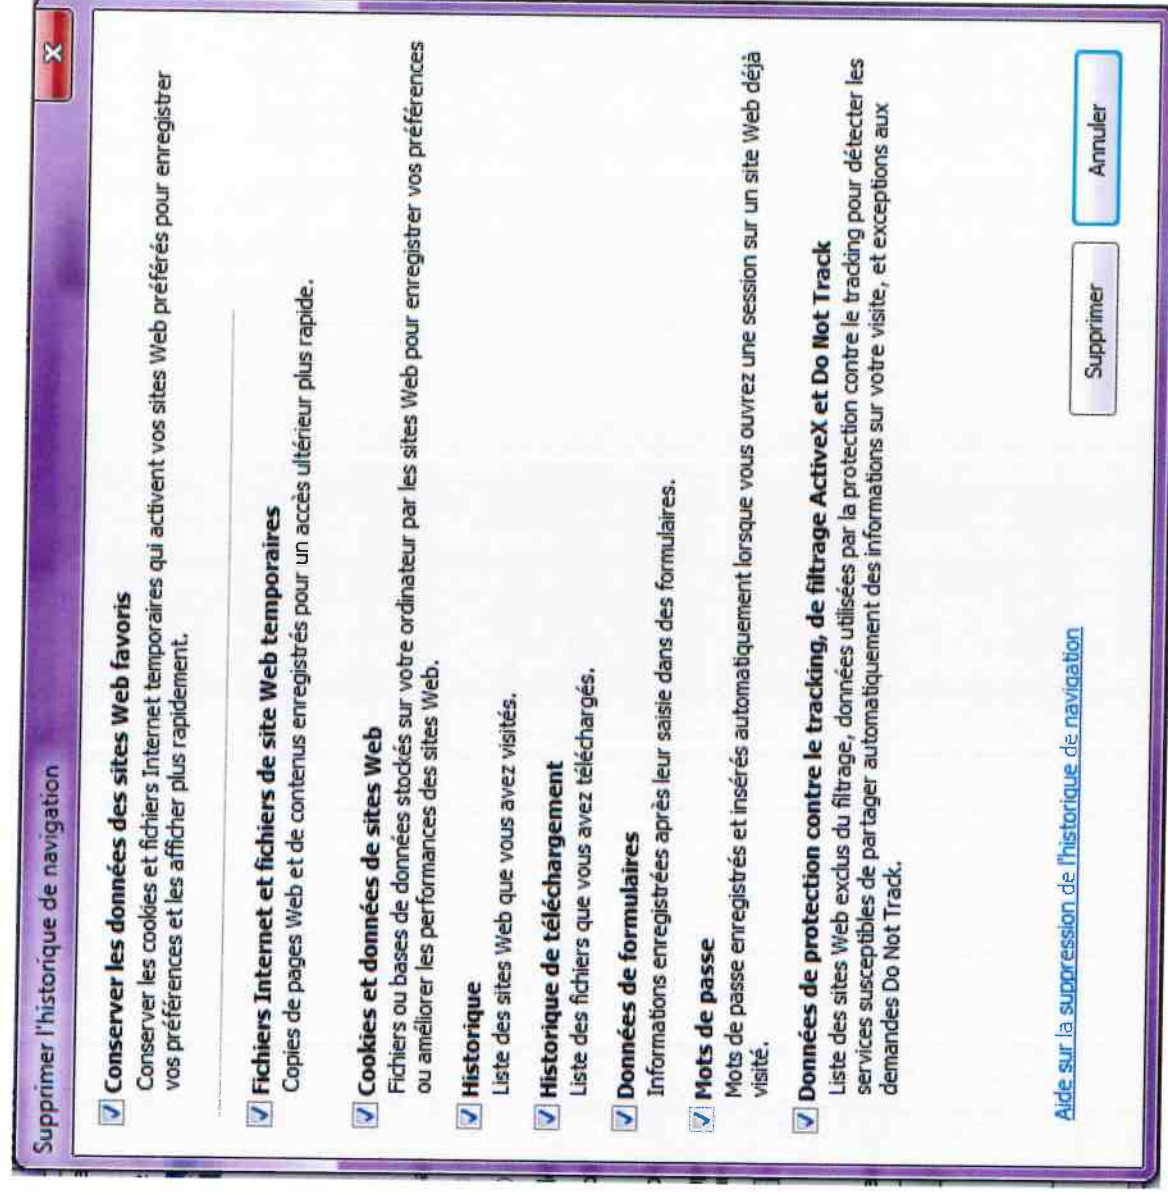 Supprimer l'historique de navigation
Conserver les données des sites Web favoris
Conserver les cookies et fichiers Internet temporaires qui activent vos sites Web préférés pour enregistrer
vos préférences et les afficher plus rapidement.
Fichiers Internet et fichiers de site Web temporaires
Copies de pages Web et de contenus enregistrés pour un accès ultérieur plus rapide.
Cookies et données de sites Web
Fichiers ou bases de données stockés sur votre ordinateur par les sites Web pour enregistrer vos préférences
ou améliorer les performances des sites Web.
Historique
Liste des sites Web que vous avez visités.
Historique de téléchargement
Liste des fichiers que vous avez téléchargés.
Données de formulaires
Informations enregistrées après leur saisie dans des formulaires.
Mots de passe
Mots de passe enregistrés et insérés automatiquement lorsque vous ouvrez une session sur un site Web déjà
visité.
Données de protection contre le tracking, de filtrage ActiveX et Do Not Track
Liste des sites Web exclus du filtrage, données utilisées par la protection contre le tracking pour détecter les
services susceptibles de partager automatiquement des informations sur votre visite, et exceptions aux
demandes Do Not Track.
Aide sur la suppression de l'historique de navigation
Supprimer
Annuler